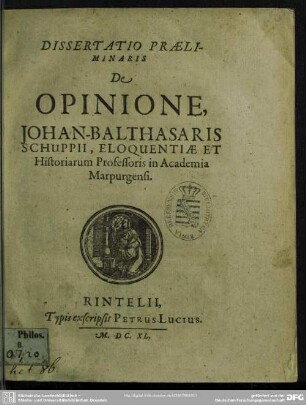 DISSERTATIO PRÆLI-
MINARIS
De
OPINIONE,
JOHAN-BALTHASARIS
SCHUPPII, ELOQUENTIÆ ET
Historiarum Professoris in Academia
Marpurgensi.
RINTELII,
Typis exscripsit PETRUS LUCIUS.
M. DC. XL.
Philos.